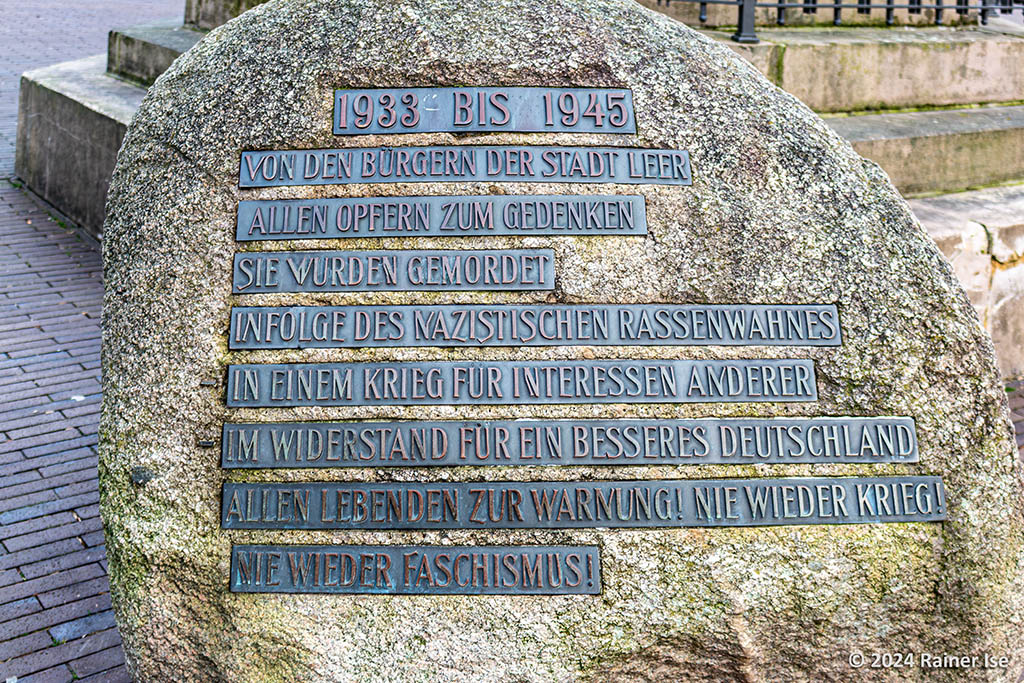 1933 BIS 1945
VON DEN BÜRGERN DER STADT LEER
ALLEN OPFERN ZUM GEDENKEN
SIE WURDEN GEMORDET
INFOLGE DES NAZISTISCHEN RASSENWAHNES
IN EINEM KRIEG FÜR INTERESSEN ANDERER
IM WIDERSTAND FÜR EIN BESSERES DEUTSCHLAND
ALLEN LEBENDEN ZUR WARNUNG! NIE WIEDER KRIEG!
NIE WIEDER FASCHISMUS!
© 2024 Rainer Ise